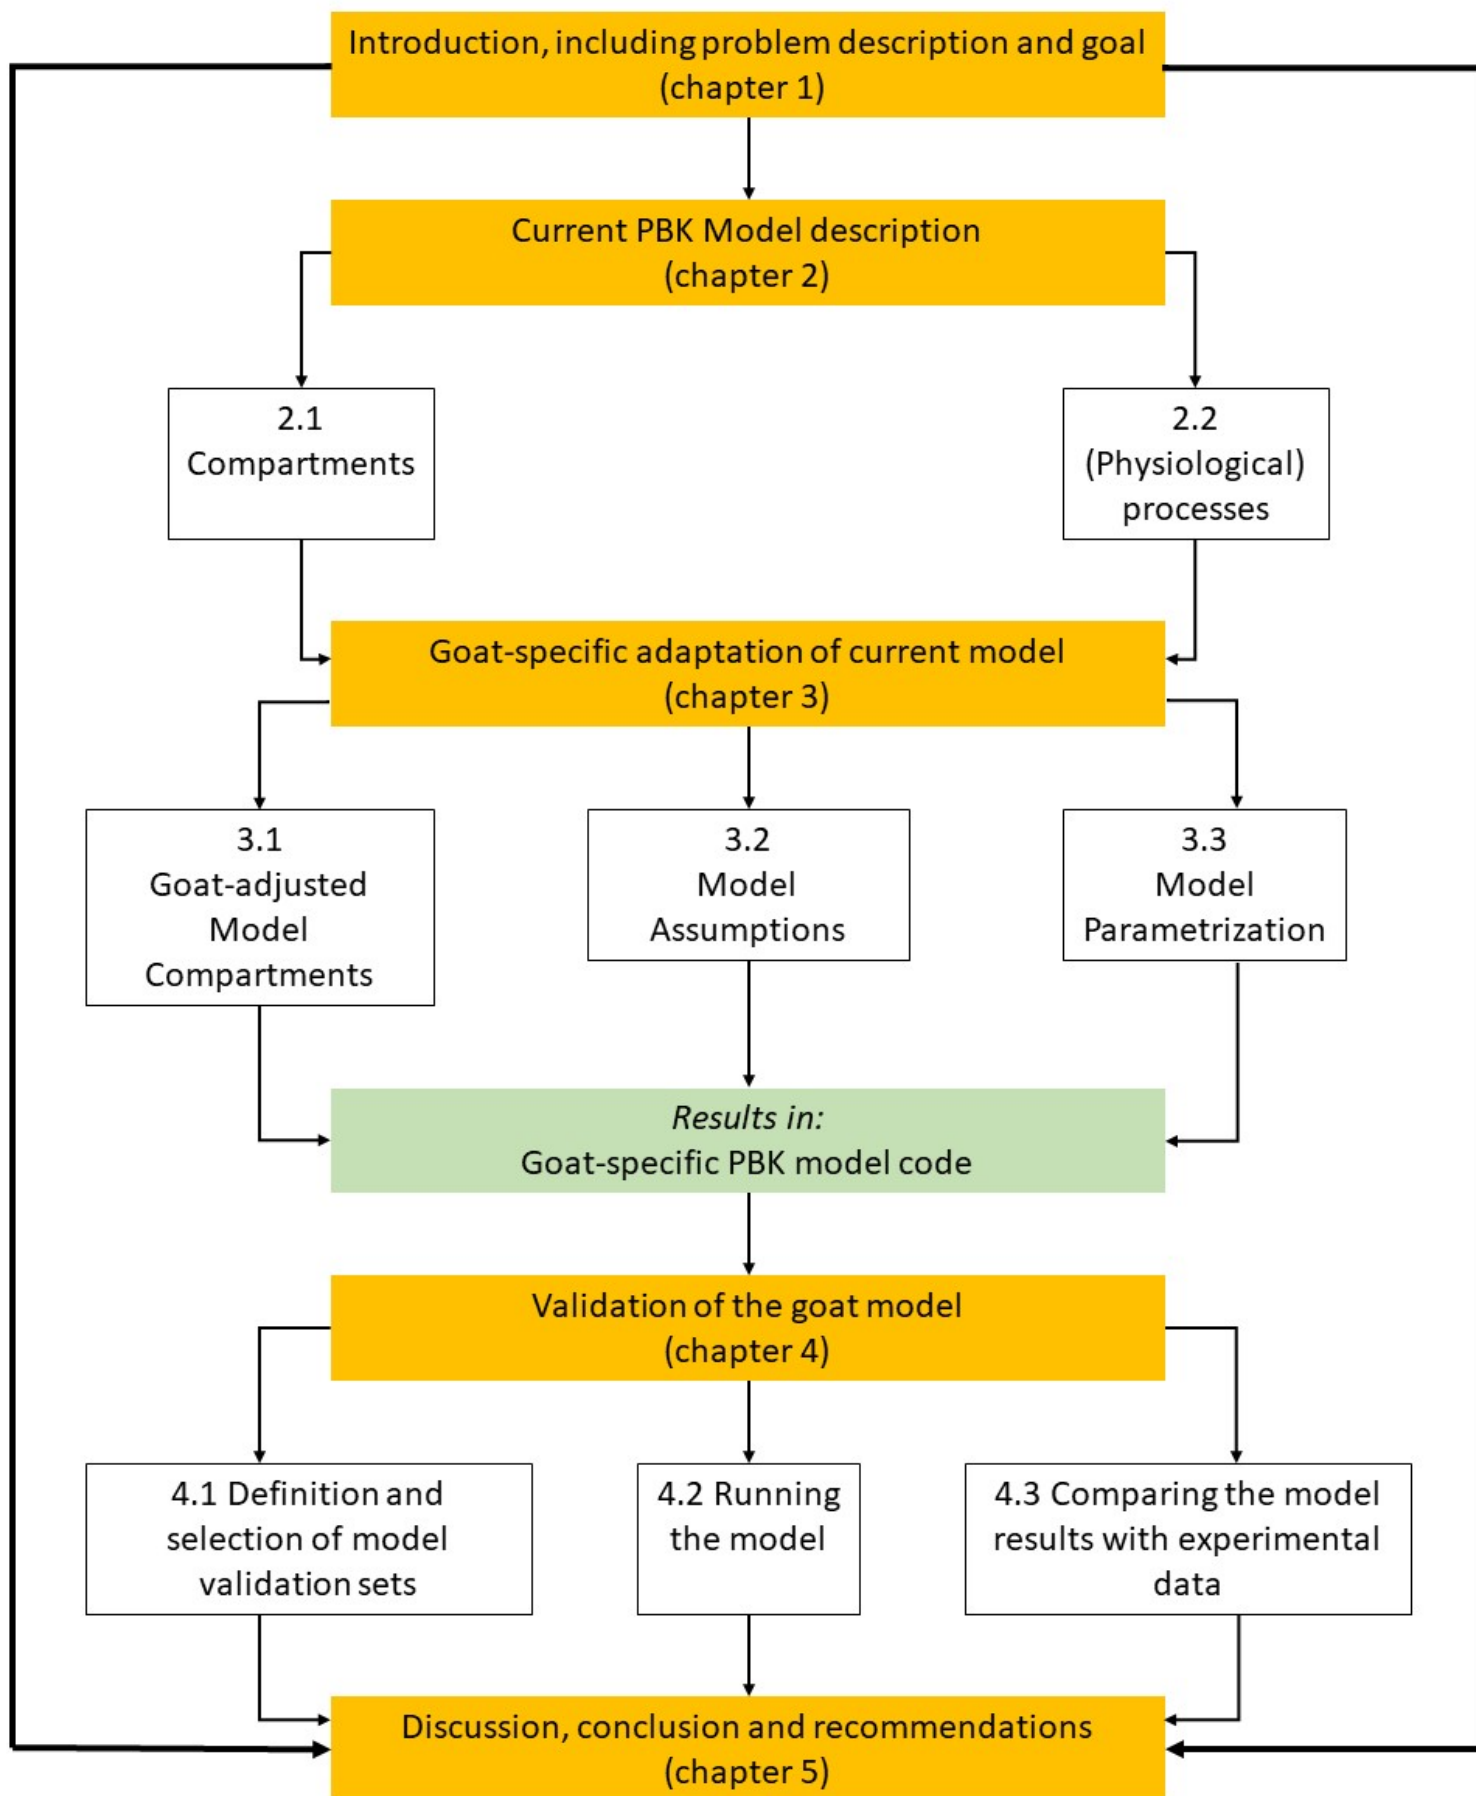 Introduction, including problem description and goal
(chapter 1)
Current PBK Model description
(chapter 2)
2.1
Compartments
2.2
(Physiological)
processes
Goat-specific adaptation of current model
(chapter 3)
3.1
Goat-adjusted
Model
Compartments
3.2
Model
Assumptions
3.3
Model
Parametrization
Results in:
Goat-specific PBK model code
Validation of the goat model
(chapter 4)
4.1 Definition and
selection of model
validation sets
4.2 Running
the model
4.3 Comparing the model
results with experimental
data
Discussion, conclusion and recommendations
(chapter 5)